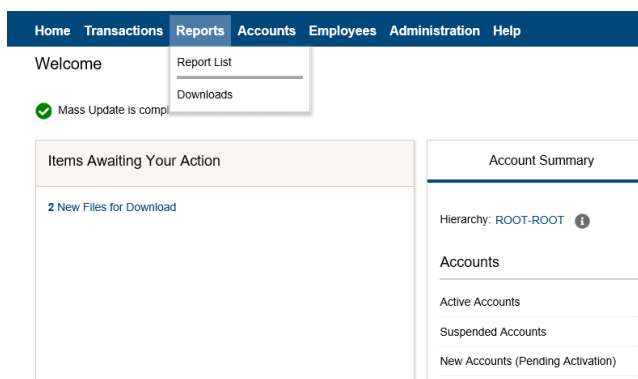 Home Transactions Reports Accounts Employees Administration Help
Welcome
Report List
Downloads
Mass Update is compl
Items Awaiting Your Action
2 New Files for Download
Account Summary
Hierarchy: ROOT-ROOT i
Accounts
Active Accounts
Suspended Accounts
New Accounts (Pending Activation)